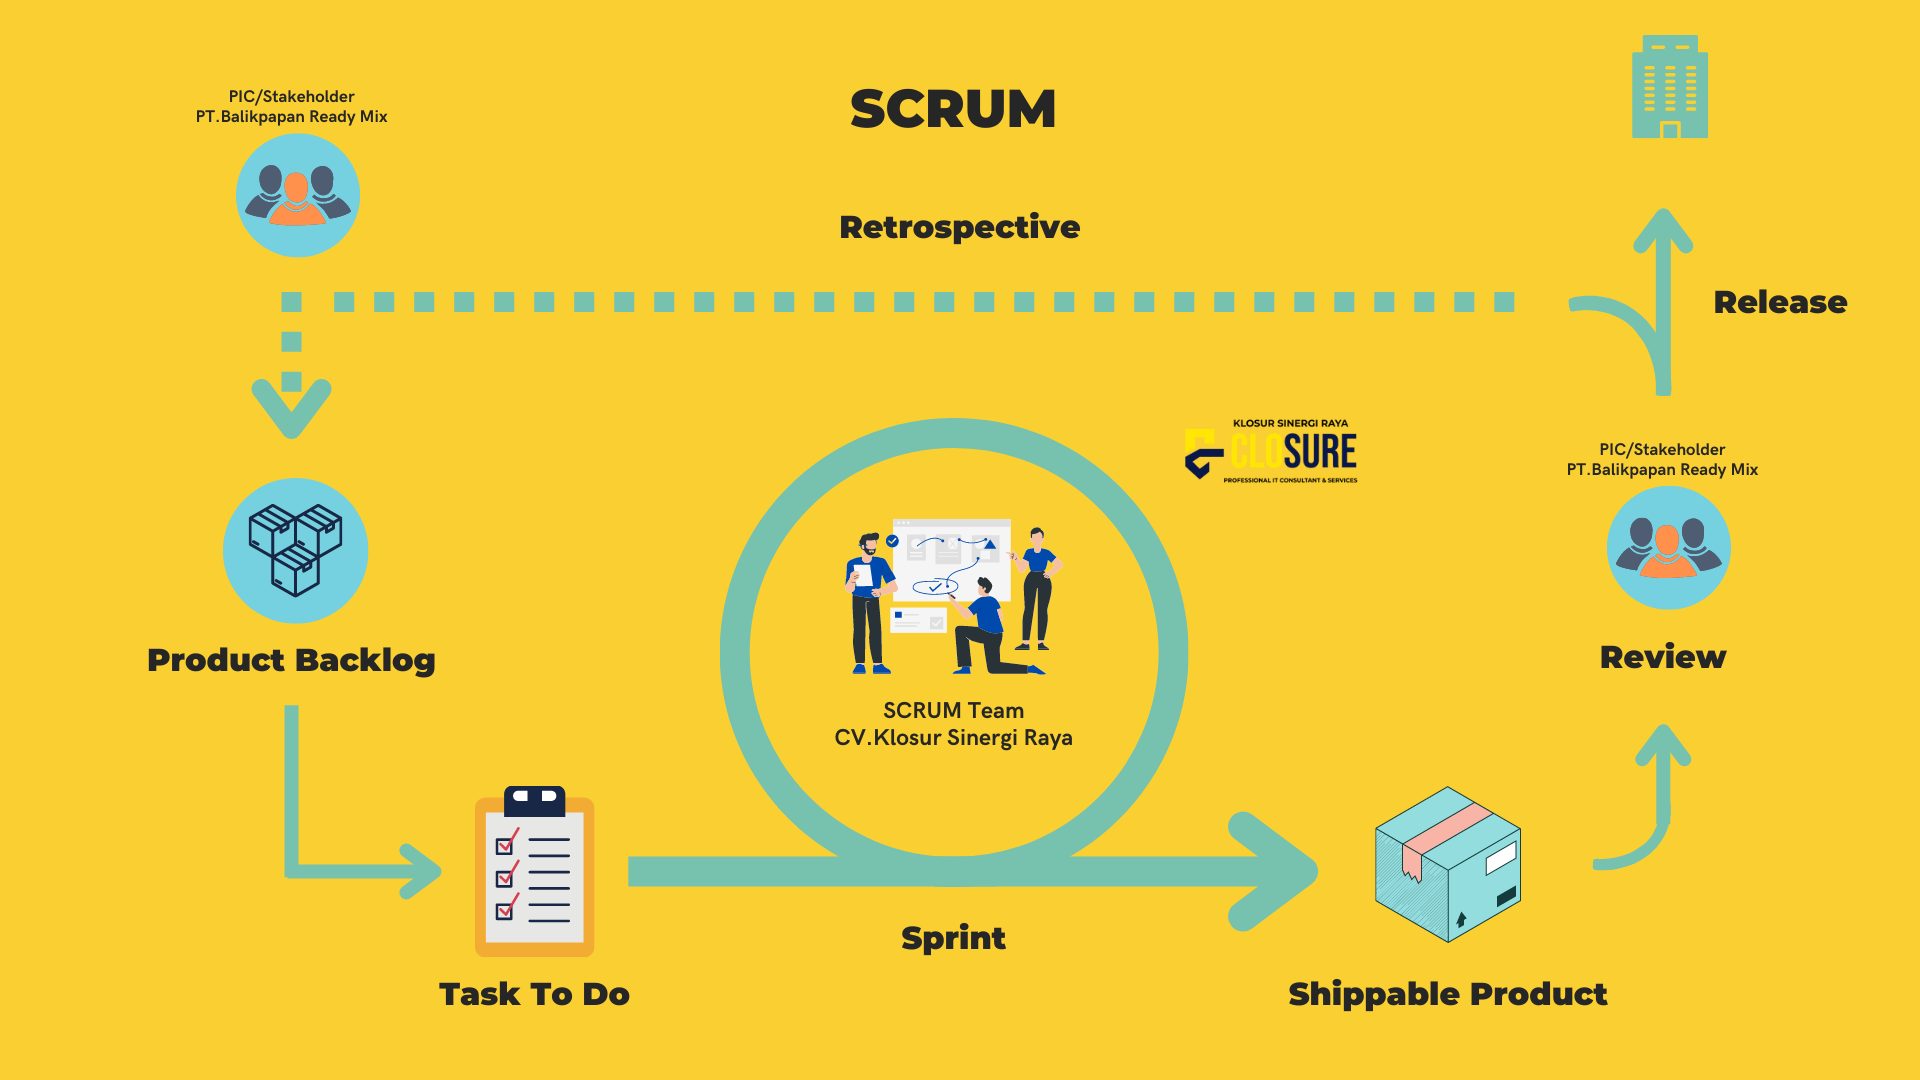 SCRUM
PIC/Stakeholder
PT.Balikpapan Ready Mix
Retrospective
Release
KLOSUR SINERGI RAYA
CLOSURE
PROFESSIONAL IT CONSULTANT & SERVICES
PIC/Stakeholder
PT.Balikpapan Ready Mix
Product Backlog
Review
SCRUM Team
CV.Klosur Sinergi Raya
Sprint
Task To Do
Shippable Product